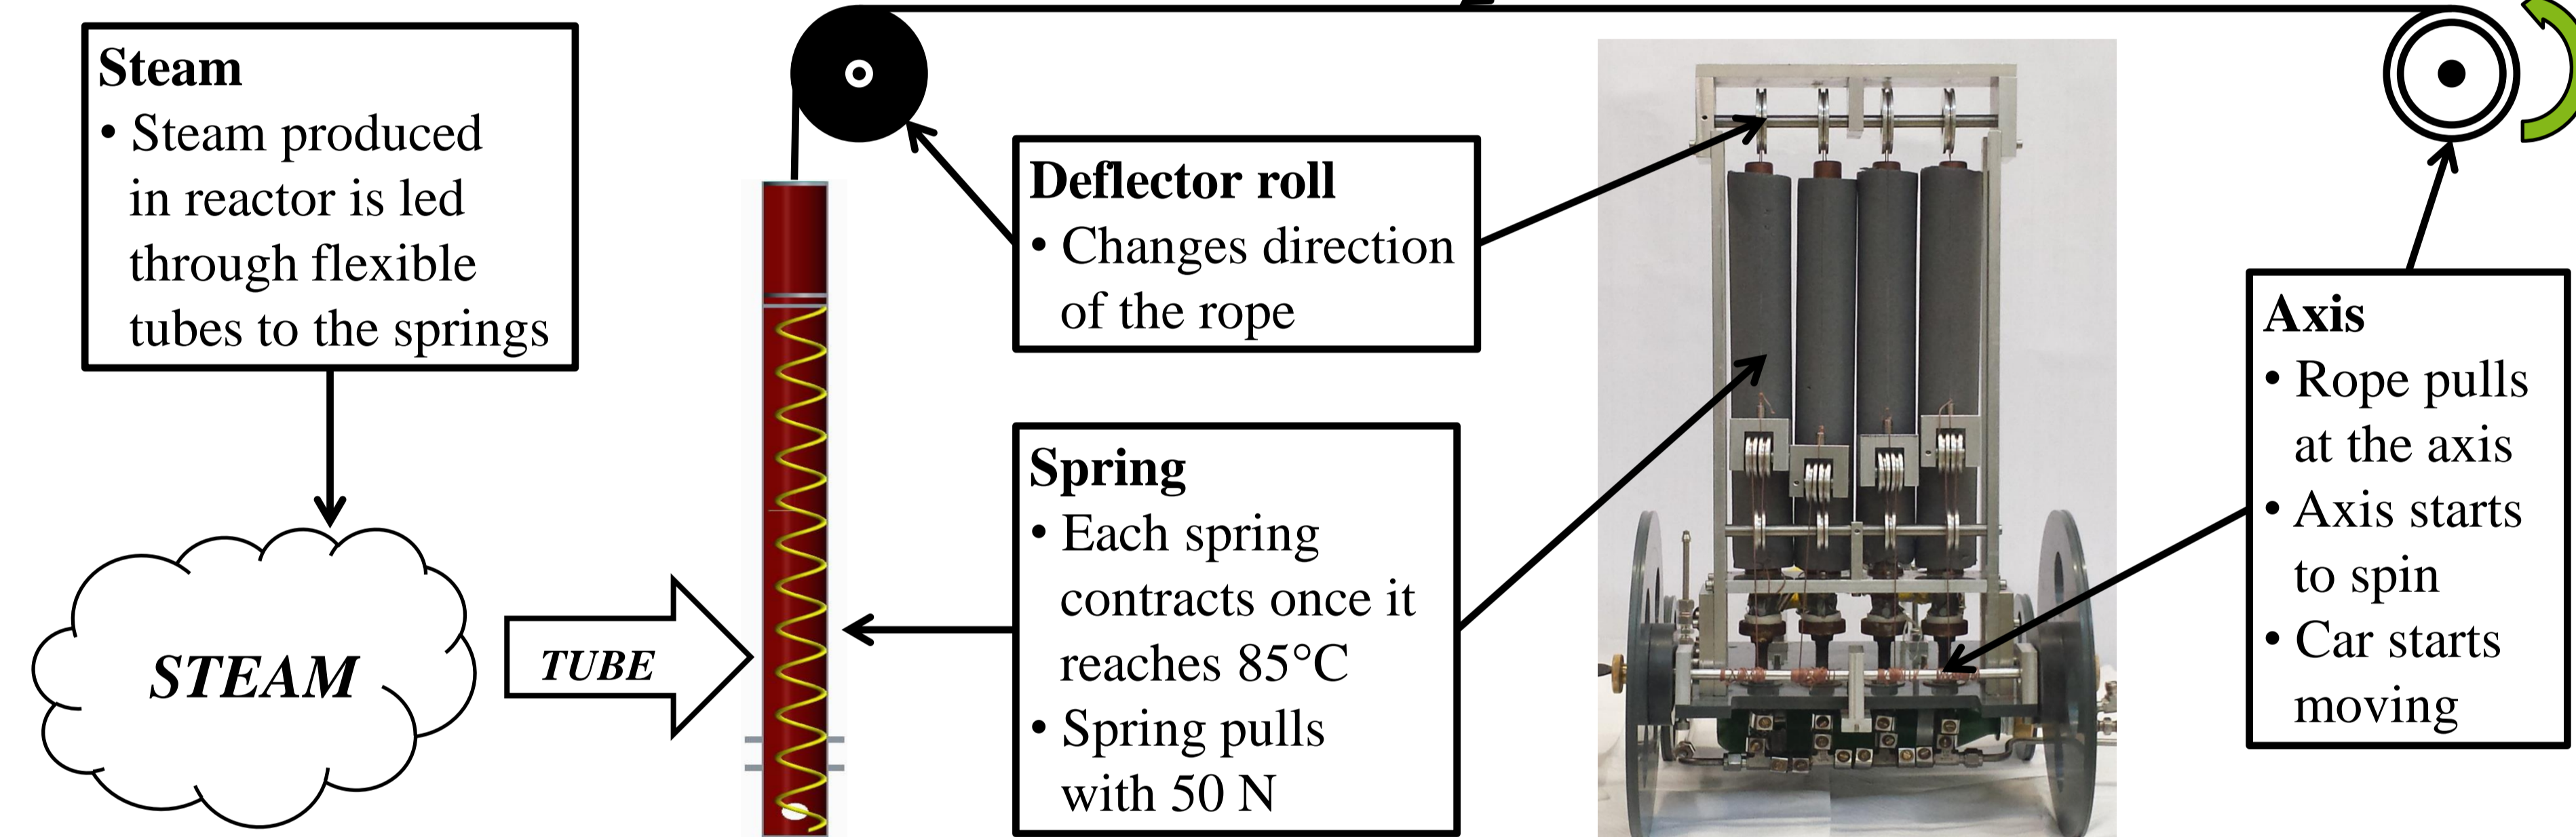 Steam
• Steam produced
in reactor is led
through flexible
tubes to the springs
STEAM
TUBE
Deflector roll
• Changes direction
of the rope
Spring
• Each spring
contracts once it
reaches 85°C
• Spring pulls
with 50 N
Axis
• Rope pulls
at the axis
• Axis starts
to spin
• Car starts
moving